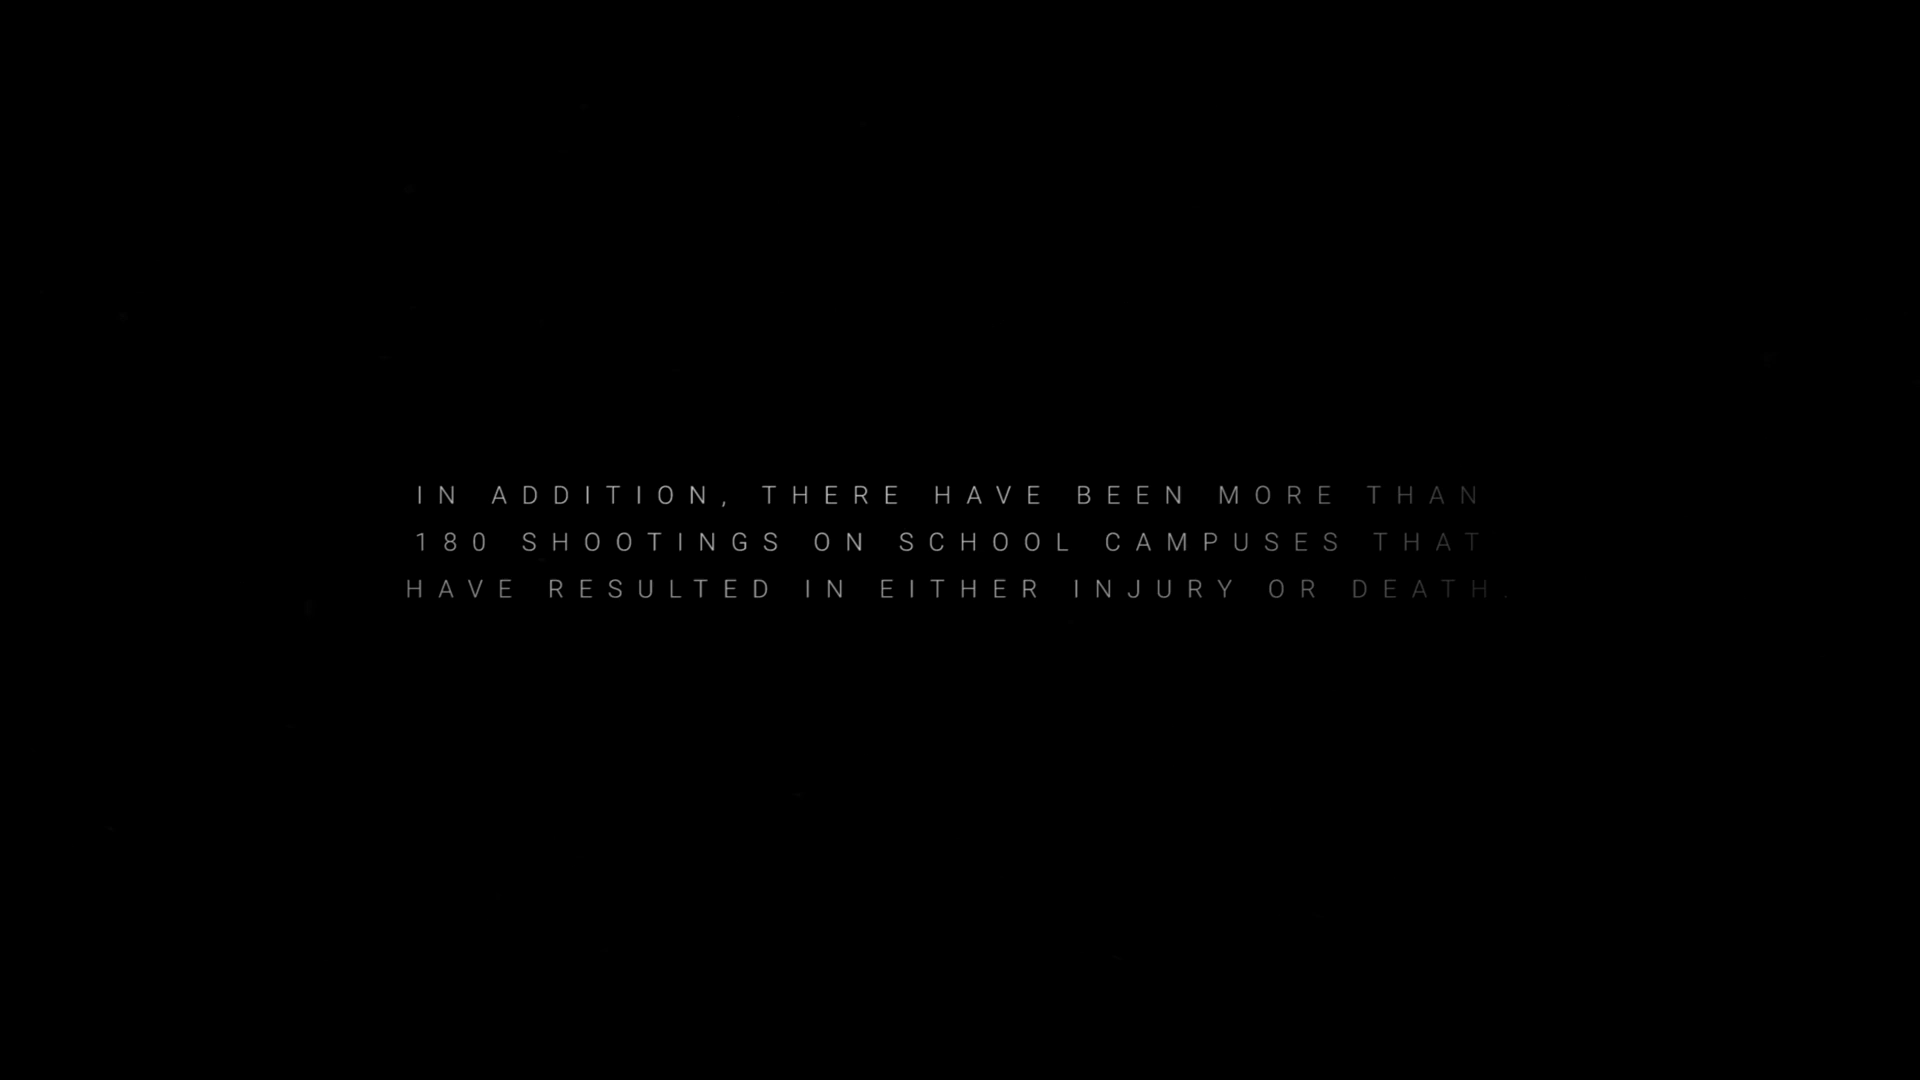 IN ADDITION, THERE HAVE BEEN MORE THAN
180 SHOOTINGS ON SCHOOL CAMPUSES THAT
HAVE RESULTED IN EITHER INJURY OR DEATH.